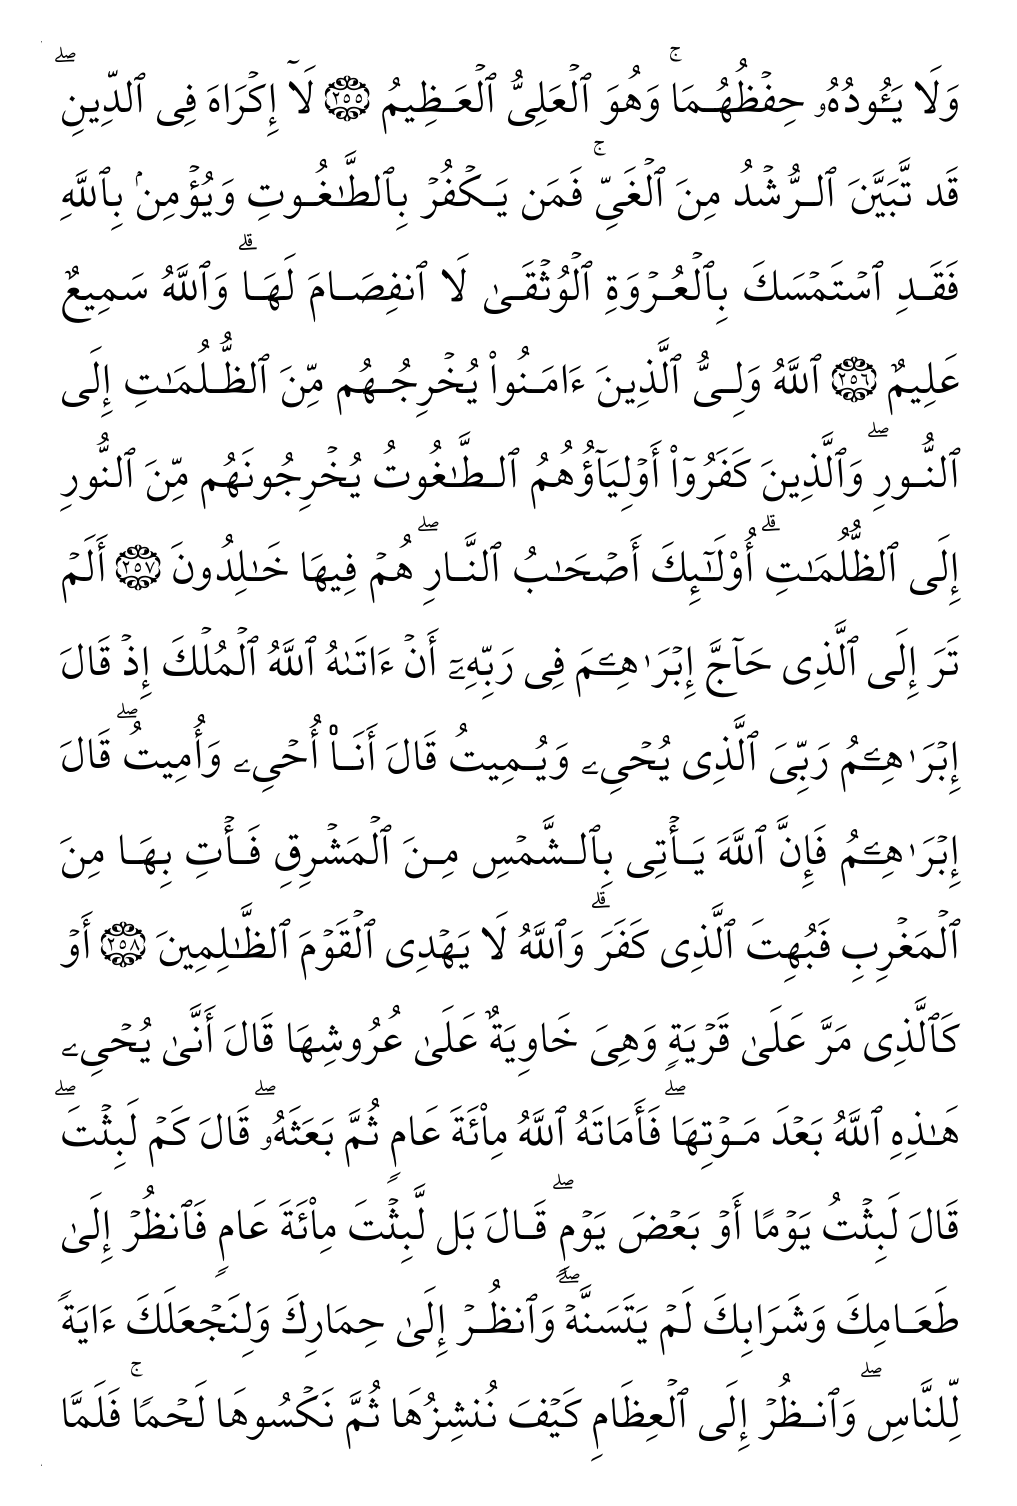 وَلَا يَـُٔودُهُۥ حِفۡظُهُمَاۚ وَهُوَ ٱلۡعَلِىُّ ٱلۡعَظِيمُ ۝٢٥٥ لَآ إِكۡرَاهَ فِى ٱلدِّينِۖ
قَد تَّبَيَّنَ ٱلرُّشۡدُ مِنَ ٱلۡغَىِّۚ فَمَن يَكۡفُرۡ بِٱلطَّـٰغُوتِ وَيُؤۡمِنۢ بِٱللَّهِ
فَقَدِ ٱسۡتَمۡسَكَ بِٱلۡعُرۡوَةِ ٱلۡوُثۡقَىٰ لَا ٱنفِصَامَ لَهَاۗ وَٱللَّهُ سَمِيعٌ
عَلِيمٌ ۝٢٥٦ ٱللَّهُ وَلِىُّ ٱلَّذِينَ ءَامَنُواْ يُخۡرِجُهُم مِّنَ ٱلظُّلُمَـٰتِ إِلَى
ٱلنُّورِۖ وَٱلَّذِينَ كَفَرُوٓاْ أَوۡلِيَآؤُهُمُ ٱلطَّـٰغُوتُ يُخۡرِجُونَهُم مِّنَ ٱلنُّورِ
إِلَى ٱلظُّلُمَـٰتِۗ أُوْلَـٰٓئِكَ أَصۡحَـٰبُ ٱلنَّارِۖ هُمۡ فِيهَا خَـٰلِدُونَ ۝٢٥٧ أَلَمۡ
تَرَ إِلَى ٱلَّذِى حَآجَّ إِبۡرَٰهِـۧمَ فِى رَبِّهِۦٓ أَنۡ ءَاتَىٰهُ ٱللَّهُ ٱلۡمُلۡكَ إِذۡ قَالَ
إِبۡرَٰهِـۧمُ رَبِّىَ ٱلَّذِى يُحۡىِۦ وَيُمِيتُ قَالَ أَنَا۠ أُحۡىِۦ وَأُمِيتُۖ قَالَ
إِبۡرَٰهِـۧمُ فَإِنَّ ٱللَّهَ يَأۡتِى بِٱلشَّمۡسِ مِنَ ٱلۡمَشۡرِقِ فَأۡتِ بِهَا مِنَ
ٱلۡمَغۡرِبِ فَبُهِتَ ٱلَّذِى كَفَرَۗ وَٱللَّهُ لَا يَهۡدِى ٱلۡقَوۡمَ ٱلظَّـٰلِمِينَ ۝٢٥٨ أَوۡ
كَٱلَّذِى مَرَّ عَلَىٰ قَرۡيَةٍ وَهِىَ خَاوِيَةٌ عَلَىٰ عُرُوشِهَا قَالَ أَنَّىٰ يُحۡىِۦ
هَـٰذِهِ ٱللَّهُ بَعۡدَ مَوۡتِهَاۖ فَأَمَاتَهُ ٱللَّهُ مِاْئَةَ عَامٍ ثُمَّ بَعَثَهُۥۖ قَالَ كَمۡ لَبِثۡتَۖ
قَالَ لَبِثۡتُ يَوۡمًا أَوۡ بَعۡضَ يَوۡمٍۖ قَالَ بَل لَّبِثۡتَ مِاْئَةَ عَامٍ فَٱنظُرۡ إِلَىٰ
طَعَامِكَ وَشَرَابِكَ لَمۡ يَتَسَنَّهۡۖ وَٱنظُرۡ إِلَىٰ حِمَارِكَ وَلِنَجۡعَلَكَ ءَايَةً
لِّلنَّاسِۖ وَٱنظُرۡ إِلَى ٱلۡعِظَامِ كَيۡفَ نُنشِزُهَا ثُمَّ نَكۡسُوهَا لَحۡمًاۚ فَلَمَّا